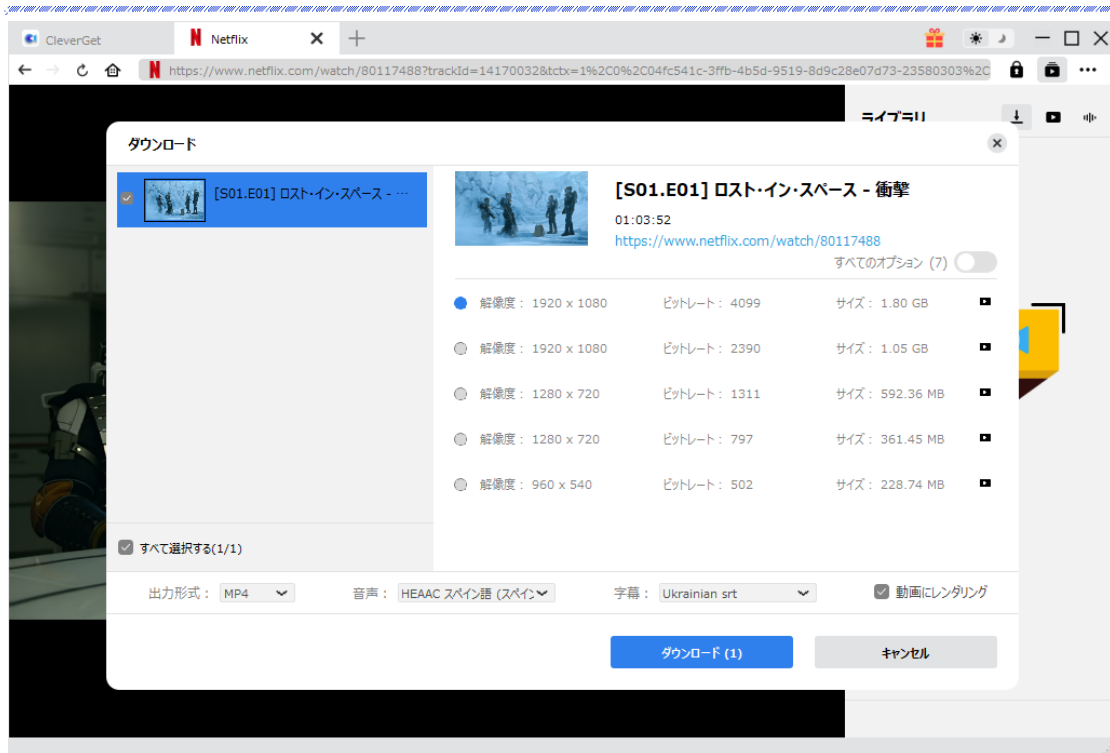 CleverGet
Netflix
https://www.netflix.com/watch/80117488?trackId=14170032&tctx=1%2C0%2C04fc541c-3ffb-4b5d-9519-8d9c28e07d73-23580303%2C
ライブラリ
ダウンロード
[S01.E01] ロスト・イン・スペース - ...
[S01.E01] ロスト・イン・スペース - 衝撃
01:03:52
https://www.netflix.com/watch/80117488
すべてのオプション (7)
解像度： 1920 x 1080 ビットレート： 4099 サイズ： 1.80 GB
解像度： 1920 x 1080 ビットレート： 2390 サイズ： 1.05 GB
解像度： 1280 x 720 ビットレート： 1311 サイズ： 592.36 MB
解像度： 1280 x 720 ビットレート： 797 サイズ： 361.45 MB
解像度： 960 x 540 ビットレート： 502 サイズ： 228.74 MB
すべて選択する(1/1)
出力形式： MP4 音声： HEAAC スペイン語 (スペイン 字幕： Ukrainian srt 動画にレンダリング
ダウンロード (1) キャンセル